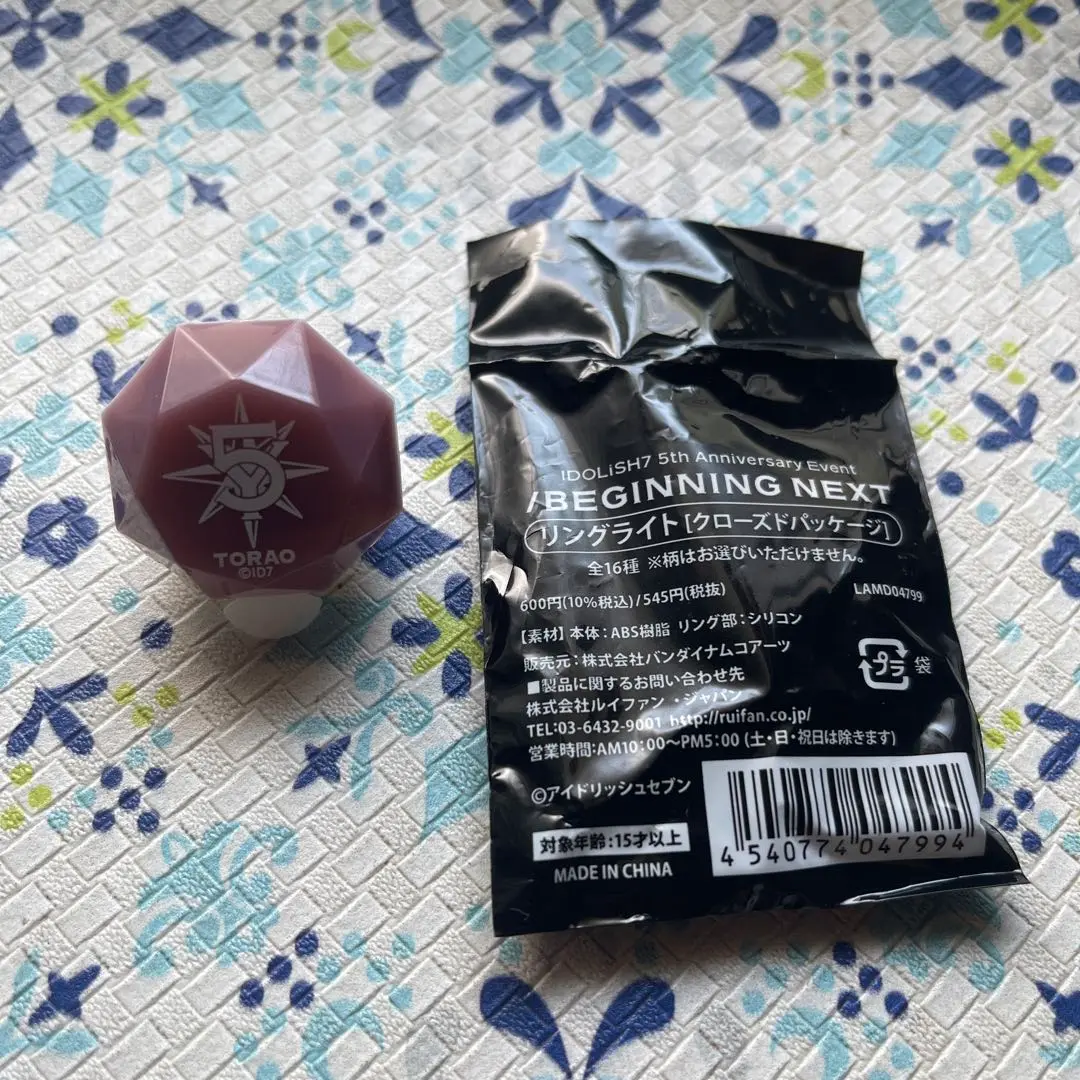 5
TORAO
©ID7
IDOLiSH7 5th Anniversary Event
/BEGINNING NEXT
リングライト[クローズドパッケージ]
全16種 ※柄はお選びいただけません。
600円(10%税込)/545円(税抜)
LAMD04799
【素材】本体:ABS樹脂 リング部:シリコン
販売元:株式会社バンダイナムコアーツ
■製品に関するお問い合わせ先
株式会社ルイファン・ジャパン
TEL:03-6432-9001 http://ruifan.co.jp/
営業時間:AM10:00〜PM5:00 (土・日・祝日は除きます)
プラ 袋
©アイドリッシュセブン
対象年齢:15才以上
MADE IN CHINA
4 540774 047994